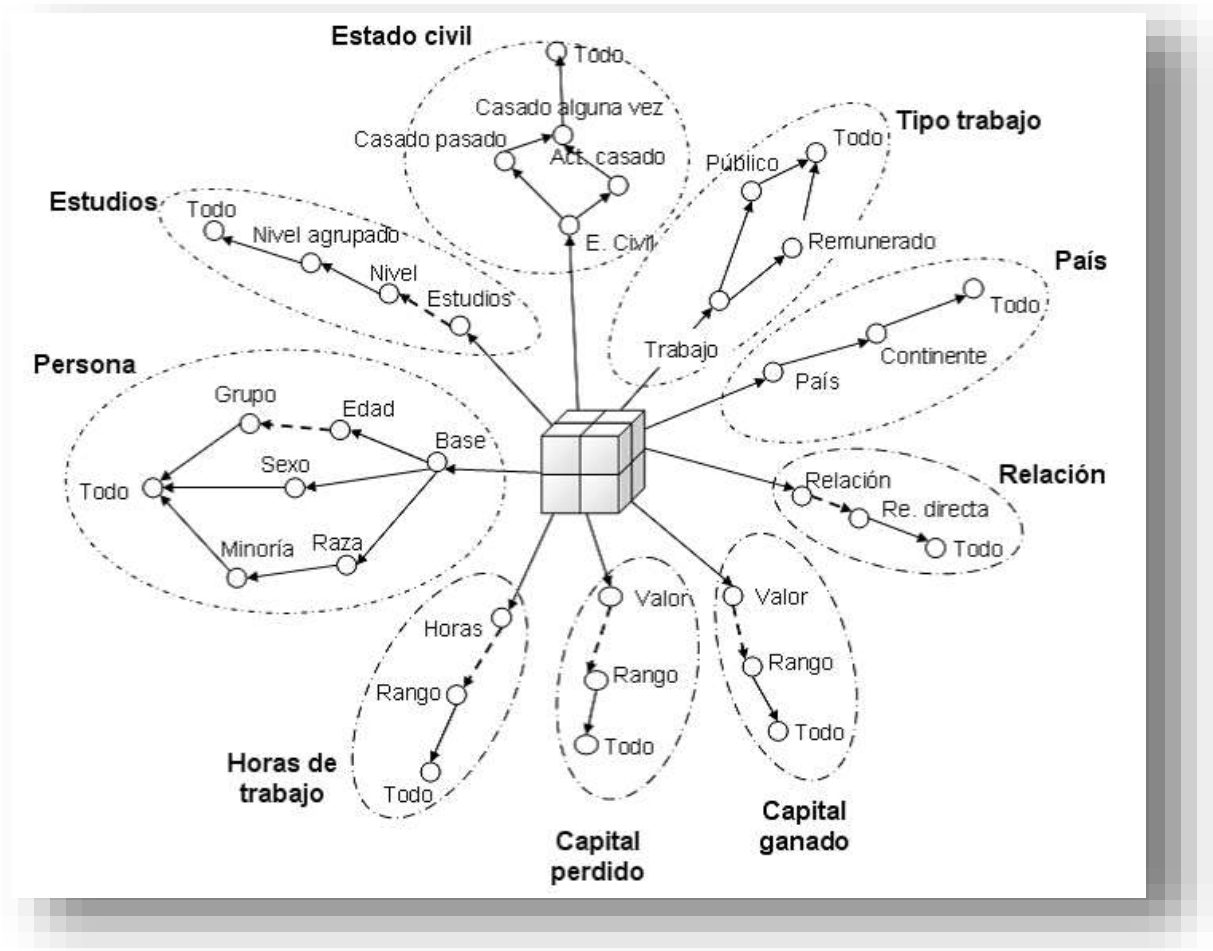 Estado civil
Todo
Casado alguna vez
Casado pasado
Act. casado
E. Civil
Tipo trabajo
Todo
Público
Remunerado
Trabajo
Estudios
Todo
Nivel agrupado
Nivel
Estudios
País
Todo
Continente
País
Persona
Grupo
Edad
Base
Sexo
Todo
Minoría
Raza
Relación
Relación
Re. directa
Todo
Horas
Rango
Todo
Horas de
trabajo
Valor
Rango
Todo
Capital
perdido
Valor
Rango
Todo
Capital
ganado